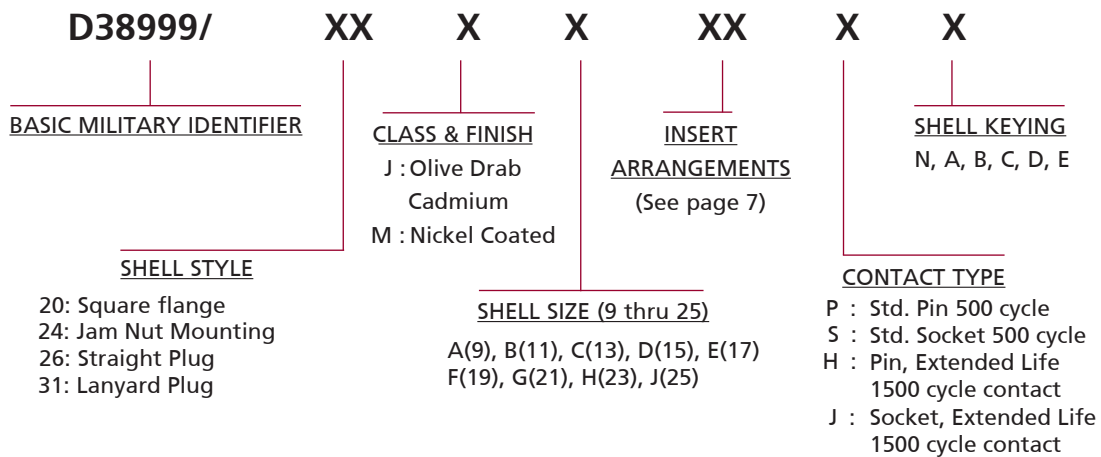 D38999/ XX X X XX X X
BASIC MILITARY IDENTIFIER
CLASS & FINISH
J : Olive Drab
Cadmium
M : Nickel Coated
INSERT
ARRANGEMENTS
(See page 7)
SHELL KEYING
N, A, B, C, D, E
SHELL STYLE
20: Square flange
24: Jam Nut Mounting
26: Straight Plug
31: Lanyard Plug
SHELL SIZE (9 thru 25)
A(9), B(11), C(13), D(15), E(17)
F(19), G(21), H(23), J(25)
CONTACT TYPE
P : Std. Pin 500 cycle
S : Std. Socket 500 cycle
H : Pin, Extended Life
1500 cycle contact
J : Socket, Extended Life
1500 cycle contact